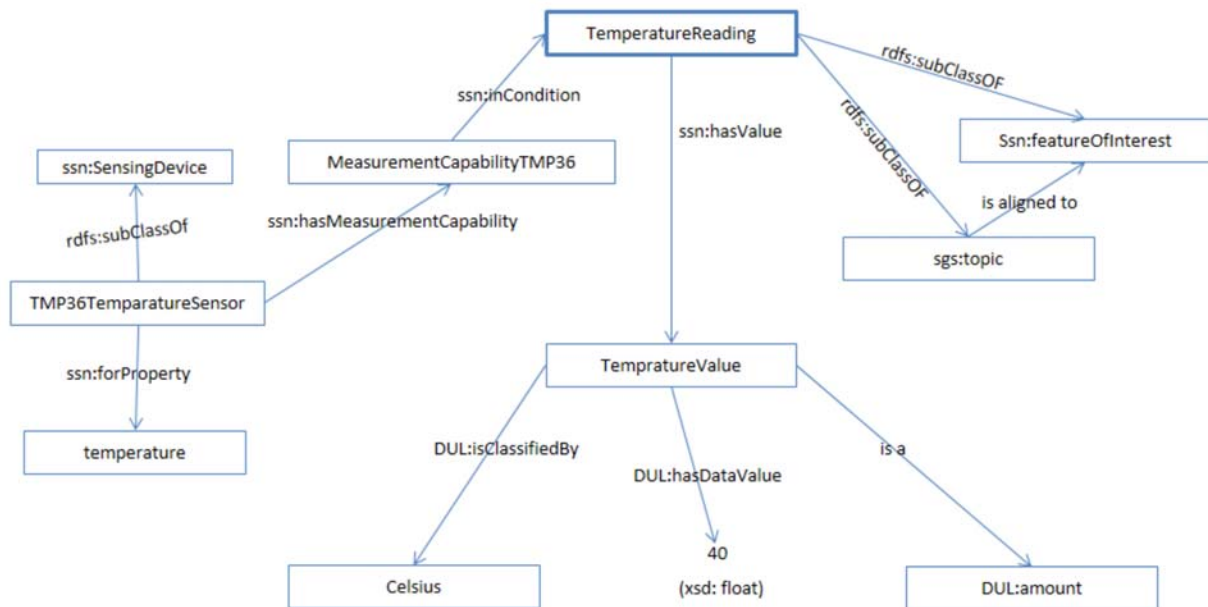 TemperatureReading
rdfs:subClassOF
rdfs:subClassOF
ssn:inCondition
ssn:hasValue
Ssn:featureOfInterest
ssn:SensingDevice
MeasurementCapabilityTMP36
is aligned to
ssn:hasMeasurementCapability
rdfs:subClassOf
sgs:topic
TMP36TemparatureSensor
TempratureValue
ssn:forProperty
temperature
DUL:isClassifiedBy
is a
DUL:hasDataValue
40
Celsius
(xsd: float)
DUL:amount